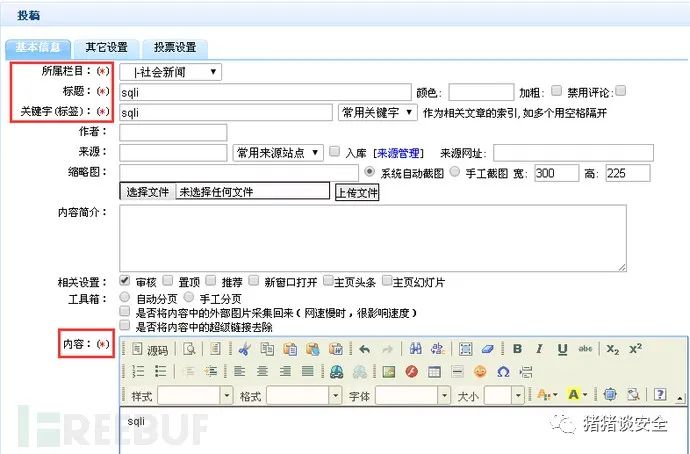 投稿
基本信息 其它设置 投票设置
所属栏目：(*) |-社会新闻
标题：(*) sqli 颜色： 加粗： 禁用评论：
关键字(标签)：(*) sqli 常用关键字 作为相关文章的索引,如多个用空格隔开
作者：
来源： 常用来源站点 入库 [来源管理] 来源网址：
缩略图： 系统自动截图 手工截图 宽： 300 高： 225
选择文件 未选择任何文件 上传文件
内容简介：
相关设置： 审核 置顶 推荐 新窗口打开 主页头条 主页幻灯片
工具箱： 自动分页 手工分页
是否将内容中的外部图片采集回来（网速慢时，很影响速度）
是否将内容中的超级链接去除
内容：(*) 源码 B I U abc X₂ X²
样式 格式 字体 大小 A A ?
sqli
FREEBUF
猪猪谈安全